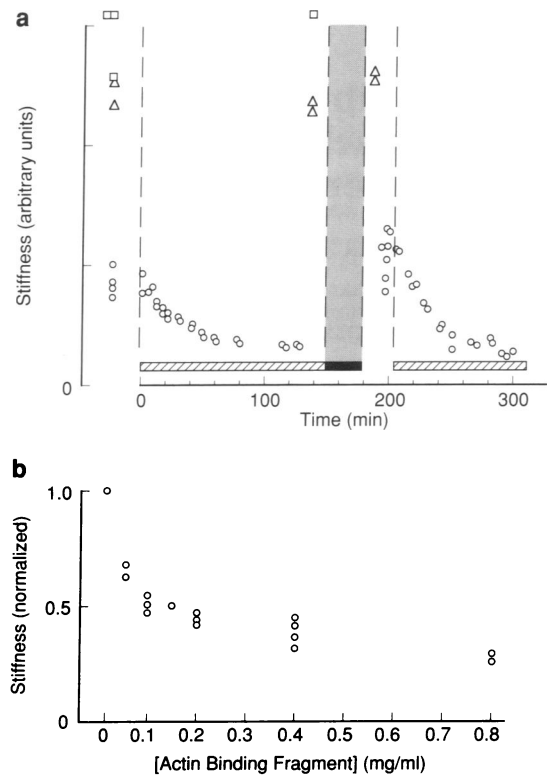 a
Stiffness (arbitrary units)
0
0 100 200 300
Time (min)
b
Stiffness (normalized)
1.0
0.5
0
0 0.1 0.2 0.3 0.4 0.5 0.6 0.7 0.8
[Actin Binding Fragment] (mg/ml)